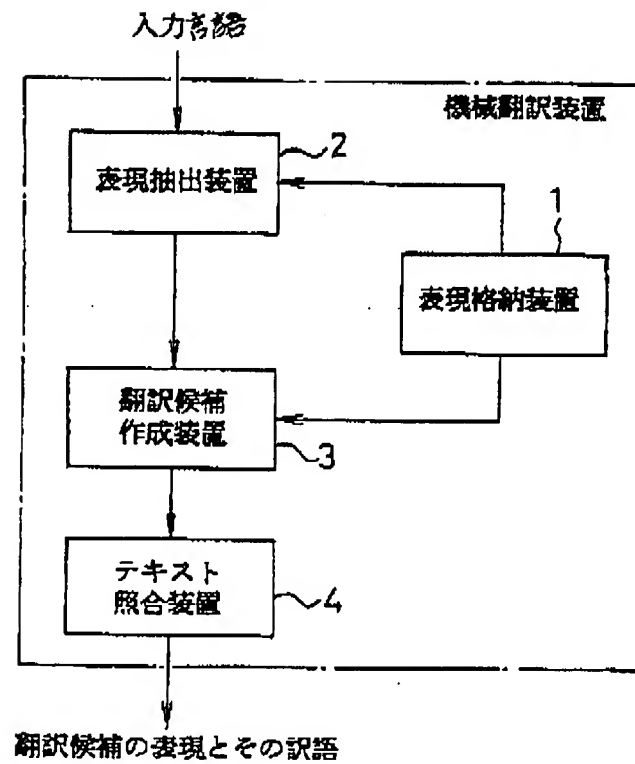 入力言語
機械翻訳装置
2
表現抽出装置
1
表現格納装置
翻訳候補
作成装置
3
テキスト
照合装置
4
翻訳候補の表現とその訳語